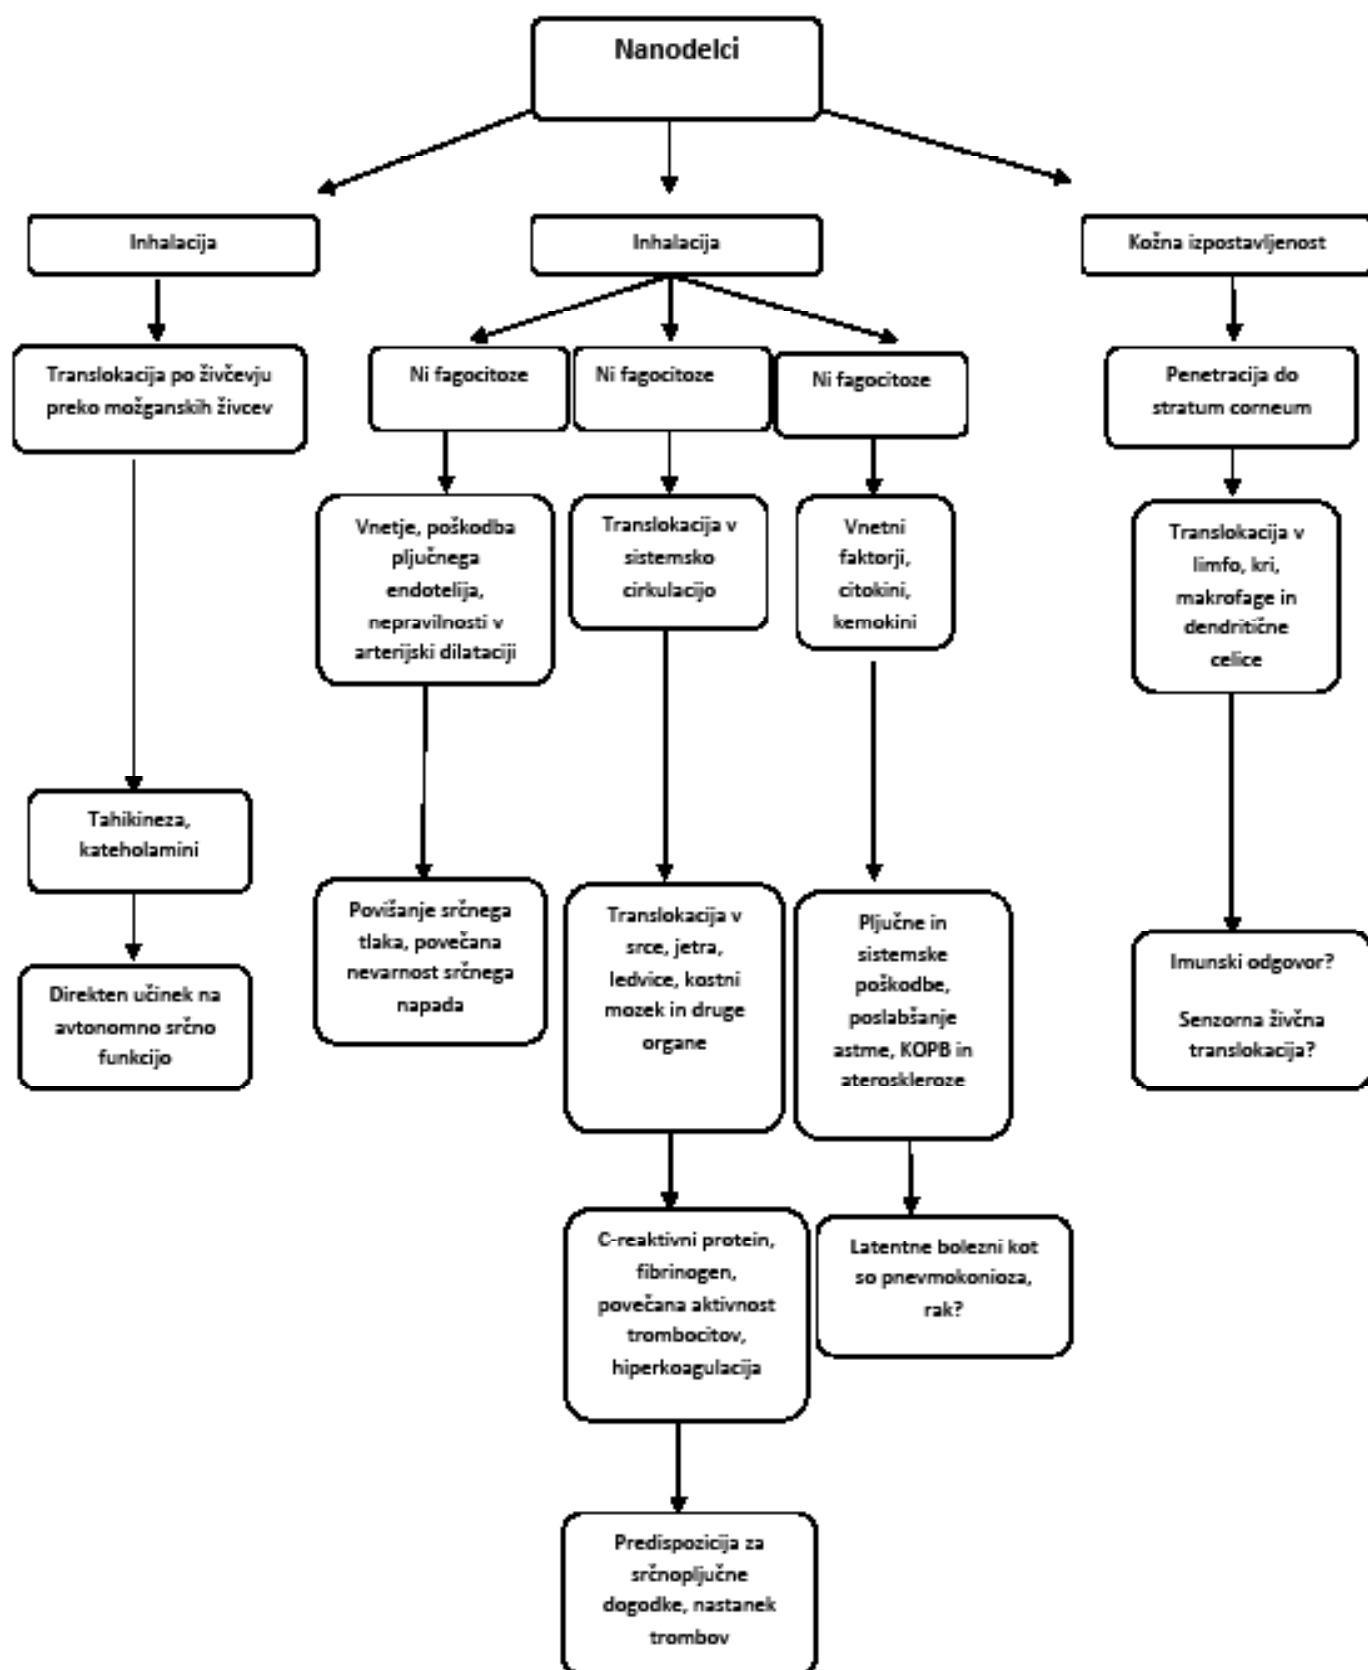 Nanodelci
Inhalacija
Inhalacija
Kožna izpostavljenost
Translokacija po živčevju
preko možganskih živcev
Ni fagocitoze
Ni fagocitoze
Ni fagocitoze
Penetracija do
stratum corneum
Vnetje, poškodba
pljučnega
endotelija,
nepravilnosti v
arterijski dilataciji
Translokacija v
sistemsko
cirkulacijo
Vnetni
faktorji,
citokini,
kemokini
Translokacija v
limfo, kri,
makrofage in
dendritične
celice
Tahikineza,
kateholamini
Povišanje srčnega
tlaka, povečana
nevarnost srčnega
napada
Translokacija v
srce, jetra,
ledvice, kostni
mozek in druge
organe
Pljučne in
sistemske
poškodbe,
poslabšanje
astme, KOPB in
ateroskleroze
Imunski odgovor?
Senzorna živčna
translokacija?
Direkten učinek na
avtonomno srčno
funkcijo
C-reaktivni protein,
fibrinogen,
povečana aktivnost
trombocitov,
hiperkoagulacija
Latentne bolezni kot
so pnevmokonioza,
rak?
Predispozicija za
srčnopljučne
dogodke, nastanek
trombov